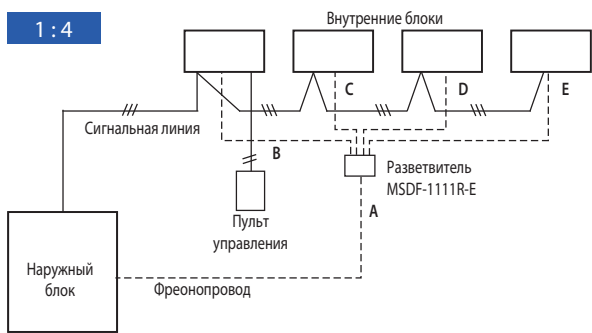 1 : 4
Внутренние блоки
C
D
E
Сигнальная линия
B
Разветвитель
MSDF-1111R-E
A
Пульт
управления
Наружный
блок
Фреонопровод